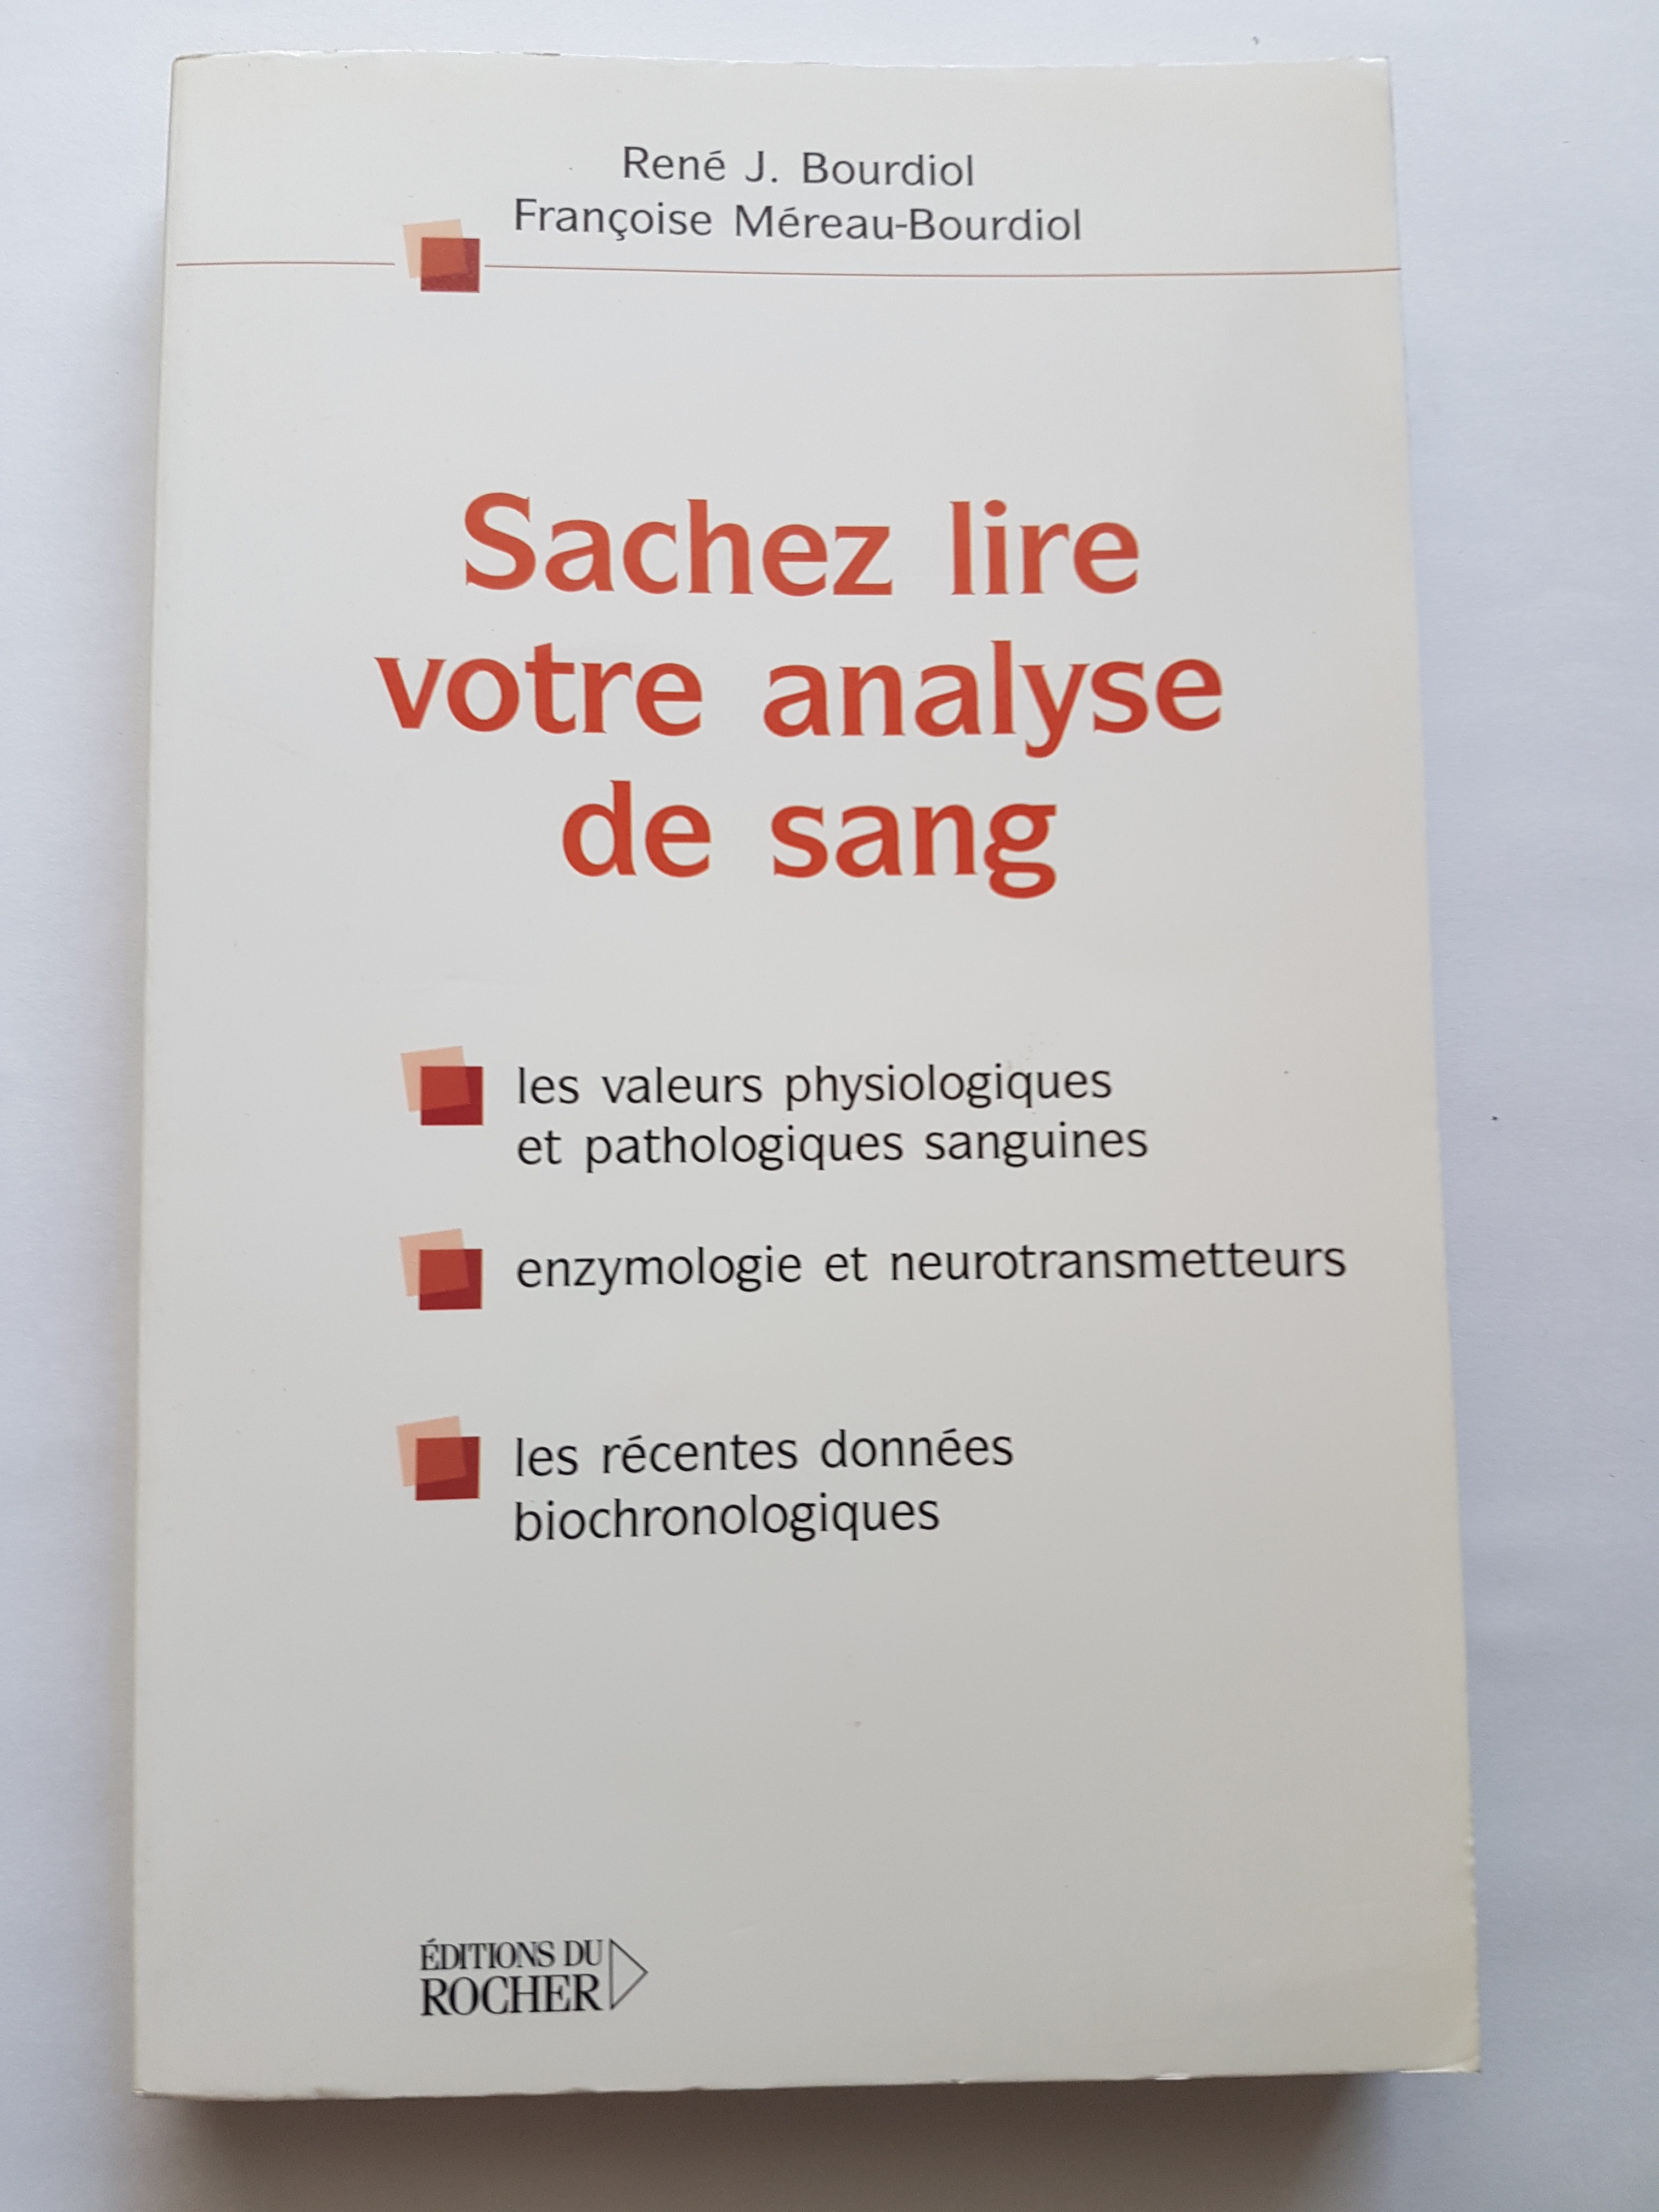 René J. Bourdiol
Françoise Méreau-Bourdiol
Sachez lire
votre analyse
de sang
les valeurs physiologiques
et pathologiques sanguines
enzymologie et neurotransmetteurs
les récentes données
biochronologiques
ÉDITIONS DU
ROCHER